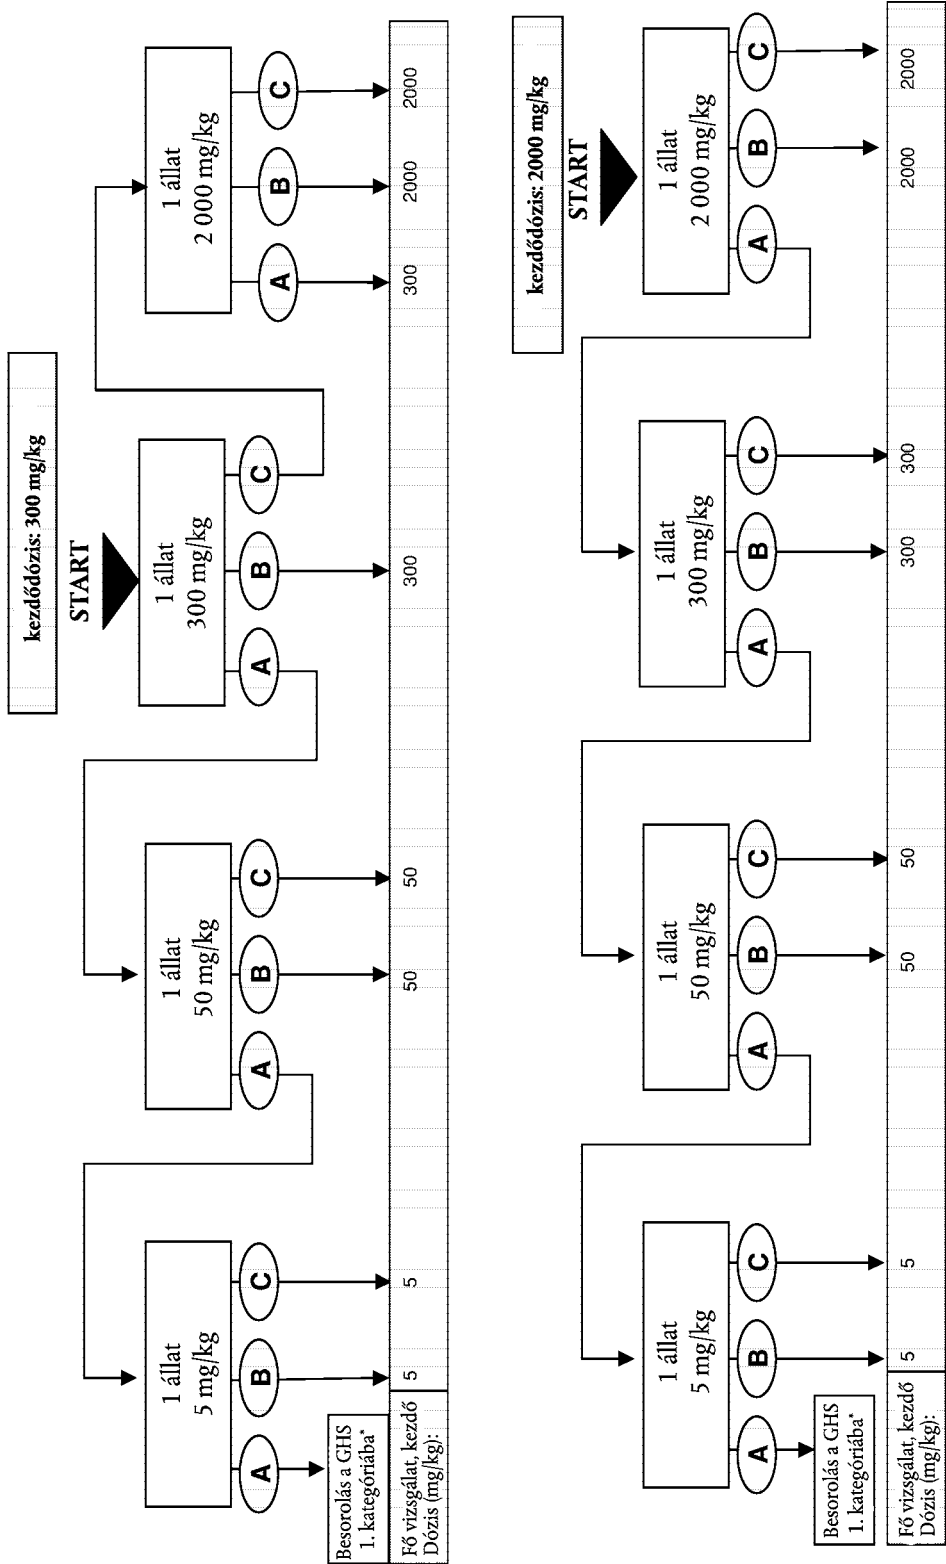 kezdődózis: 300 mg/kg
START
1 állat
5 mg/kg
1 állat
50 mg/kg
1 állat
300 mg/kg
1 állat
2 000 mg/kg
A
B
C
A
B
C
A
B
C
A
B
C
Besorolás a GHS
1. kategóriába*
Fő vizsgálat, kezdő
Dózis (mg/kg):
5
5
50
50
300
300
2000
2000
kezdődózis: 2000 mg/kg
START
1 állat
5 mg/kg
1 állat
50 mg/kg
1 állat
300 mg/kg
1 állat
2 000 mg/kg
A
B
C
A
B
C
A
B
C
A
B
C
Besorolás a GHS
1. kategóriába*
Fő vizsgálat, kezdő
Dózis (mg/kg):
5
5
50
50
300
300
2000
2000